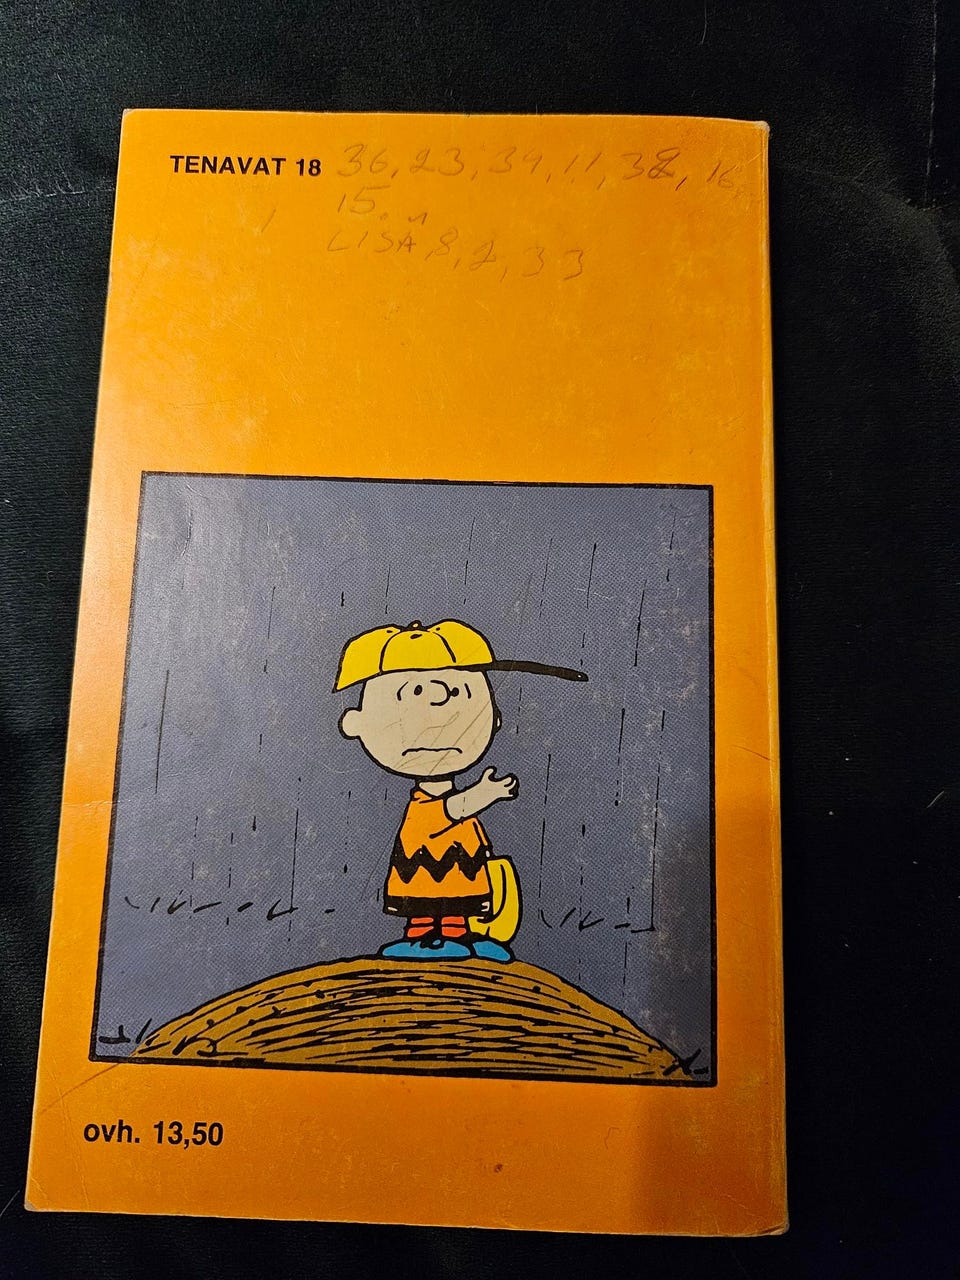 TENAVAT 18 36, 23, 34, 11, 38, 16
15.
LISÄ, 8, 2, 33
ovh. 13,50